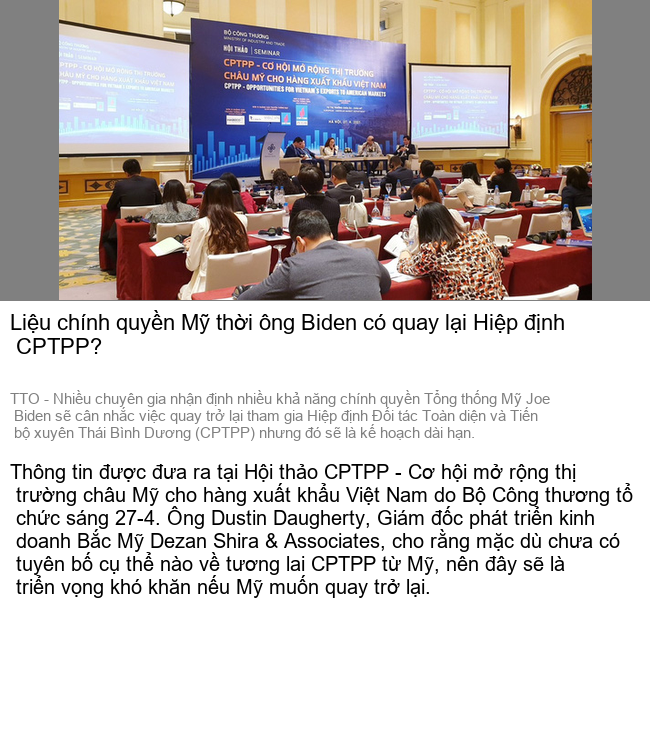 BỘ CÔNG THƯƠNG
MINISTRY OF INDUSTRY AND TRADE
HỘI THẢO SEMINAR
CPTPP - CƠ HỘI MỞ RỘNG THỊ TRƯỜNG
CHÂU MỸ CHO HÀNG XUẤT KHẨU VIỆT NAM
CPTPP - OPPORTUNITIES FOR VIETNAM'S EXPORTS TO AMERICAN MARKETS
Liệu chính quyền Mỹ thời ông Biden có quay lại Hiệp định
CPTPP?
TTO - Nhiều chuyên gia nhận định nhiều khả năng chính quyền Tổng thống Mỹ Joe
Biden sẽ cân nhắc việc quay trở lại tham gia Hiệp định Đối tác Toàn diện và Tiến
bộ xuyên Thái Bình Dương (CPTPP) nhưng đó sẽ là kế hoạch dài hạn.
Thông tin được đưa ra tại Hội thảo CPTPP - Cơ hội mở rộng thị
trường châu Mỹ cho hàng xuất khẩu Việt Nam do Bộ Công thương tổ
chức sáng 27-4. Ông Dustin Daugherty, Giám đốc phát triển kinh
doanh Bắc Mỹ Dezan Shira & Associates, cho rằng mặc dù chưa có
tuyên bố cụ thể nào về tương lai CPTPP từ Mỹ, nên đây sẽ là
triển vọng khó khăn nếu Mỹ muốn quay trở lại.